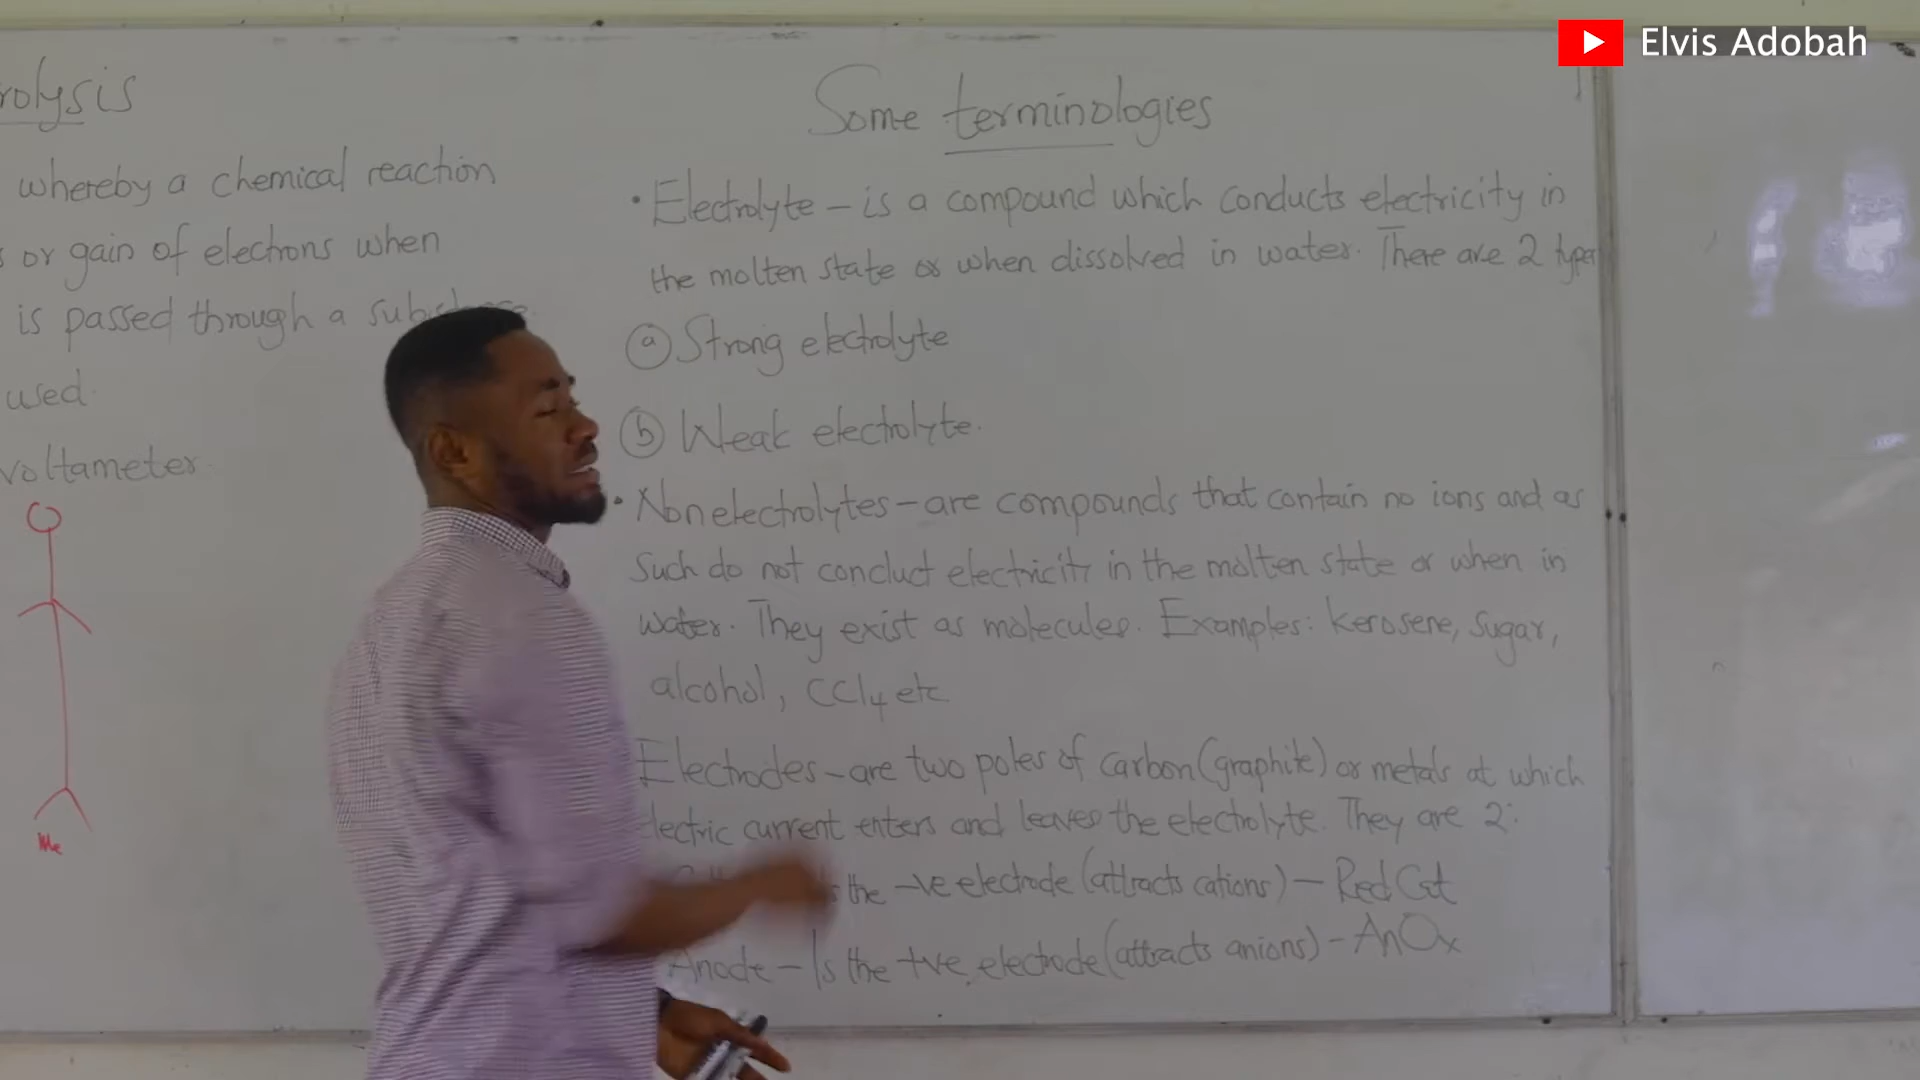 Elvis Adobah
rolysis
whereby a chemical reaction
or gain of electrons when
is passed through a
used.
voltameter.
Me
Some terminologies
• Electrolyte - is a compound which conducts electricity in
the molten state or when dissolved in water. There are 2 types
(a) Strong electrolyte
(b) Weak electrolyte.
• Nonelectrolytes - are compounds that contain no ions and as
such do not conduct electricity in the molten state or when in
water. They exist as molecules. Examples: kerosene, sugar,
alcohol, CCl4 etc
Electrodes - are two poles of carbon (graphite) or metals at which
electric current enters and leaves the electrolyte. They are 2:
the -ve electrode (attracts cations) - Red Cat
Anode - Is the +ve electrode (attracts anions) - AnOx